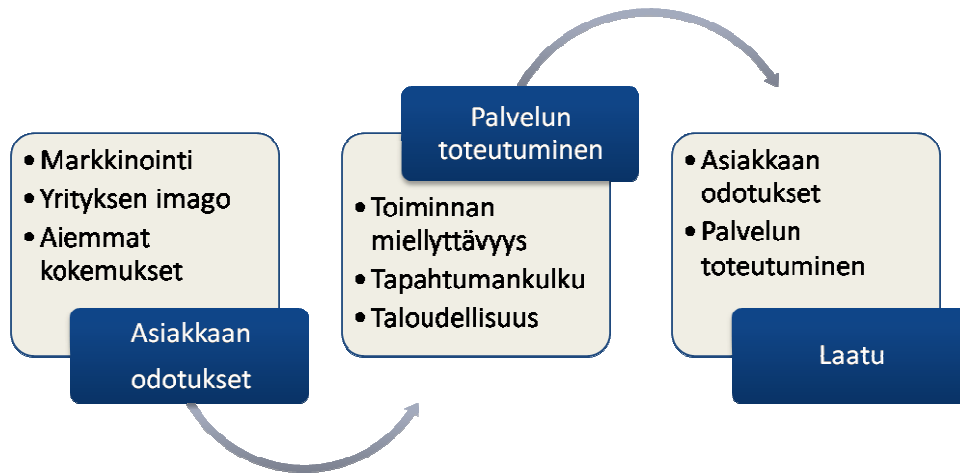 Markkinointi
Yrityksen imago
Aiemmat
kokemukset
Asiakkaan
odotukset
Palvelun
toteutuminen
Toiminnan
miellyttävyys
Tapahtumankulku
Taloudellisuus
Asiakkaan
odotukset
Palvelun
toteutuminen
Laatu